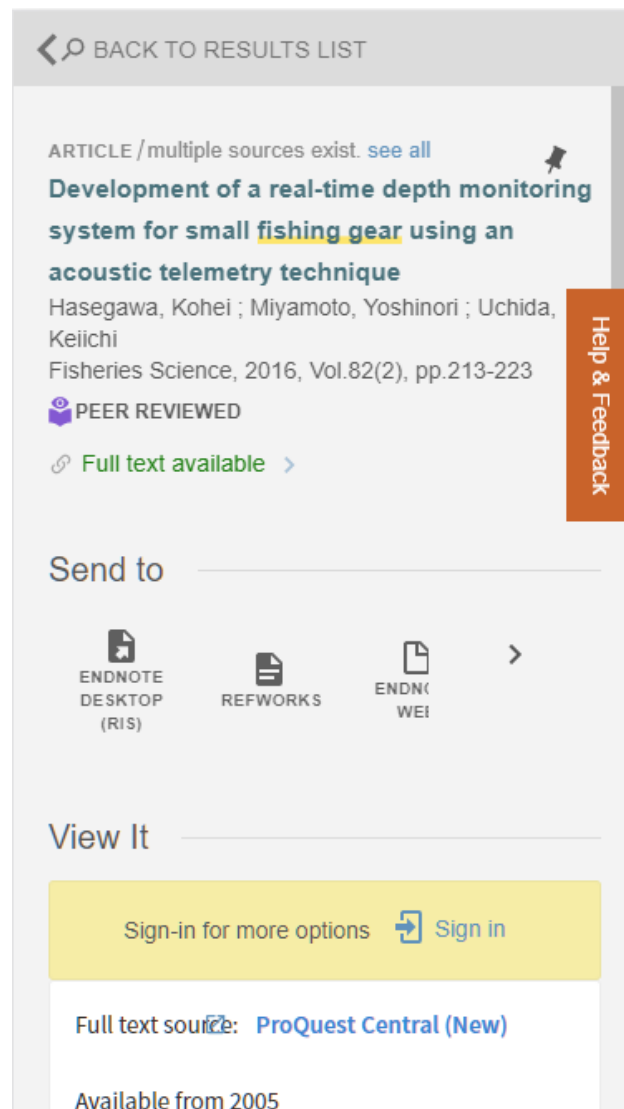 BACK TO RESULTS LIST
ARTICLE / multiple sources exist. see all
Development of a real-time depth monitoring
system for small fishing gear using an
acoustic telemetry technique
Hasegawa, Kohei ; Miyamoto, Yoshinori ; Uchida,
Keiichi
Fisheries Science, 2016, Vol.82(2), pp.213-223
PEER REVIEWED
Full text available
Help & Feedback
Send to
ENDNOTE
DESKTOP
(RIS)
REFWORKS
View It
Sign-in for more options Sign in
Full text source: ProQuest Central (New)
Available from 2005